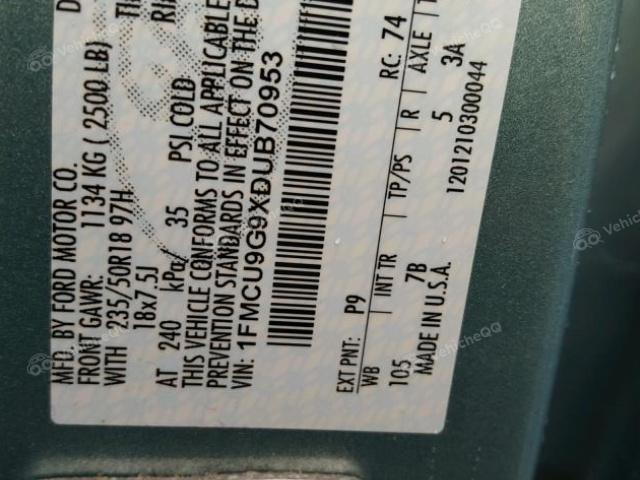 MFD. BY FORD MOTOR CO.
FRONT GAWR: 1134 KG ( 2500 LB)
WITH 235/50R18 97H
18x7.5J
AT 240 kPa/ 35 PSI COLD
THIS VEHICLE CONFORMS TO ALL APPLICABLE
PREVENTION STANDARDS IN EFFECT ON THE D
VIN: 1FMCU9G9XDUB70953
EXT PNT: P9 RC: 74
WB INT TR TP/PS R AXLE
105 7B 5 3A
MADE IN U.S.A. 1201210300044
VehicleQQ
VehicleQQ
VehicleQQ
VehicleQQ